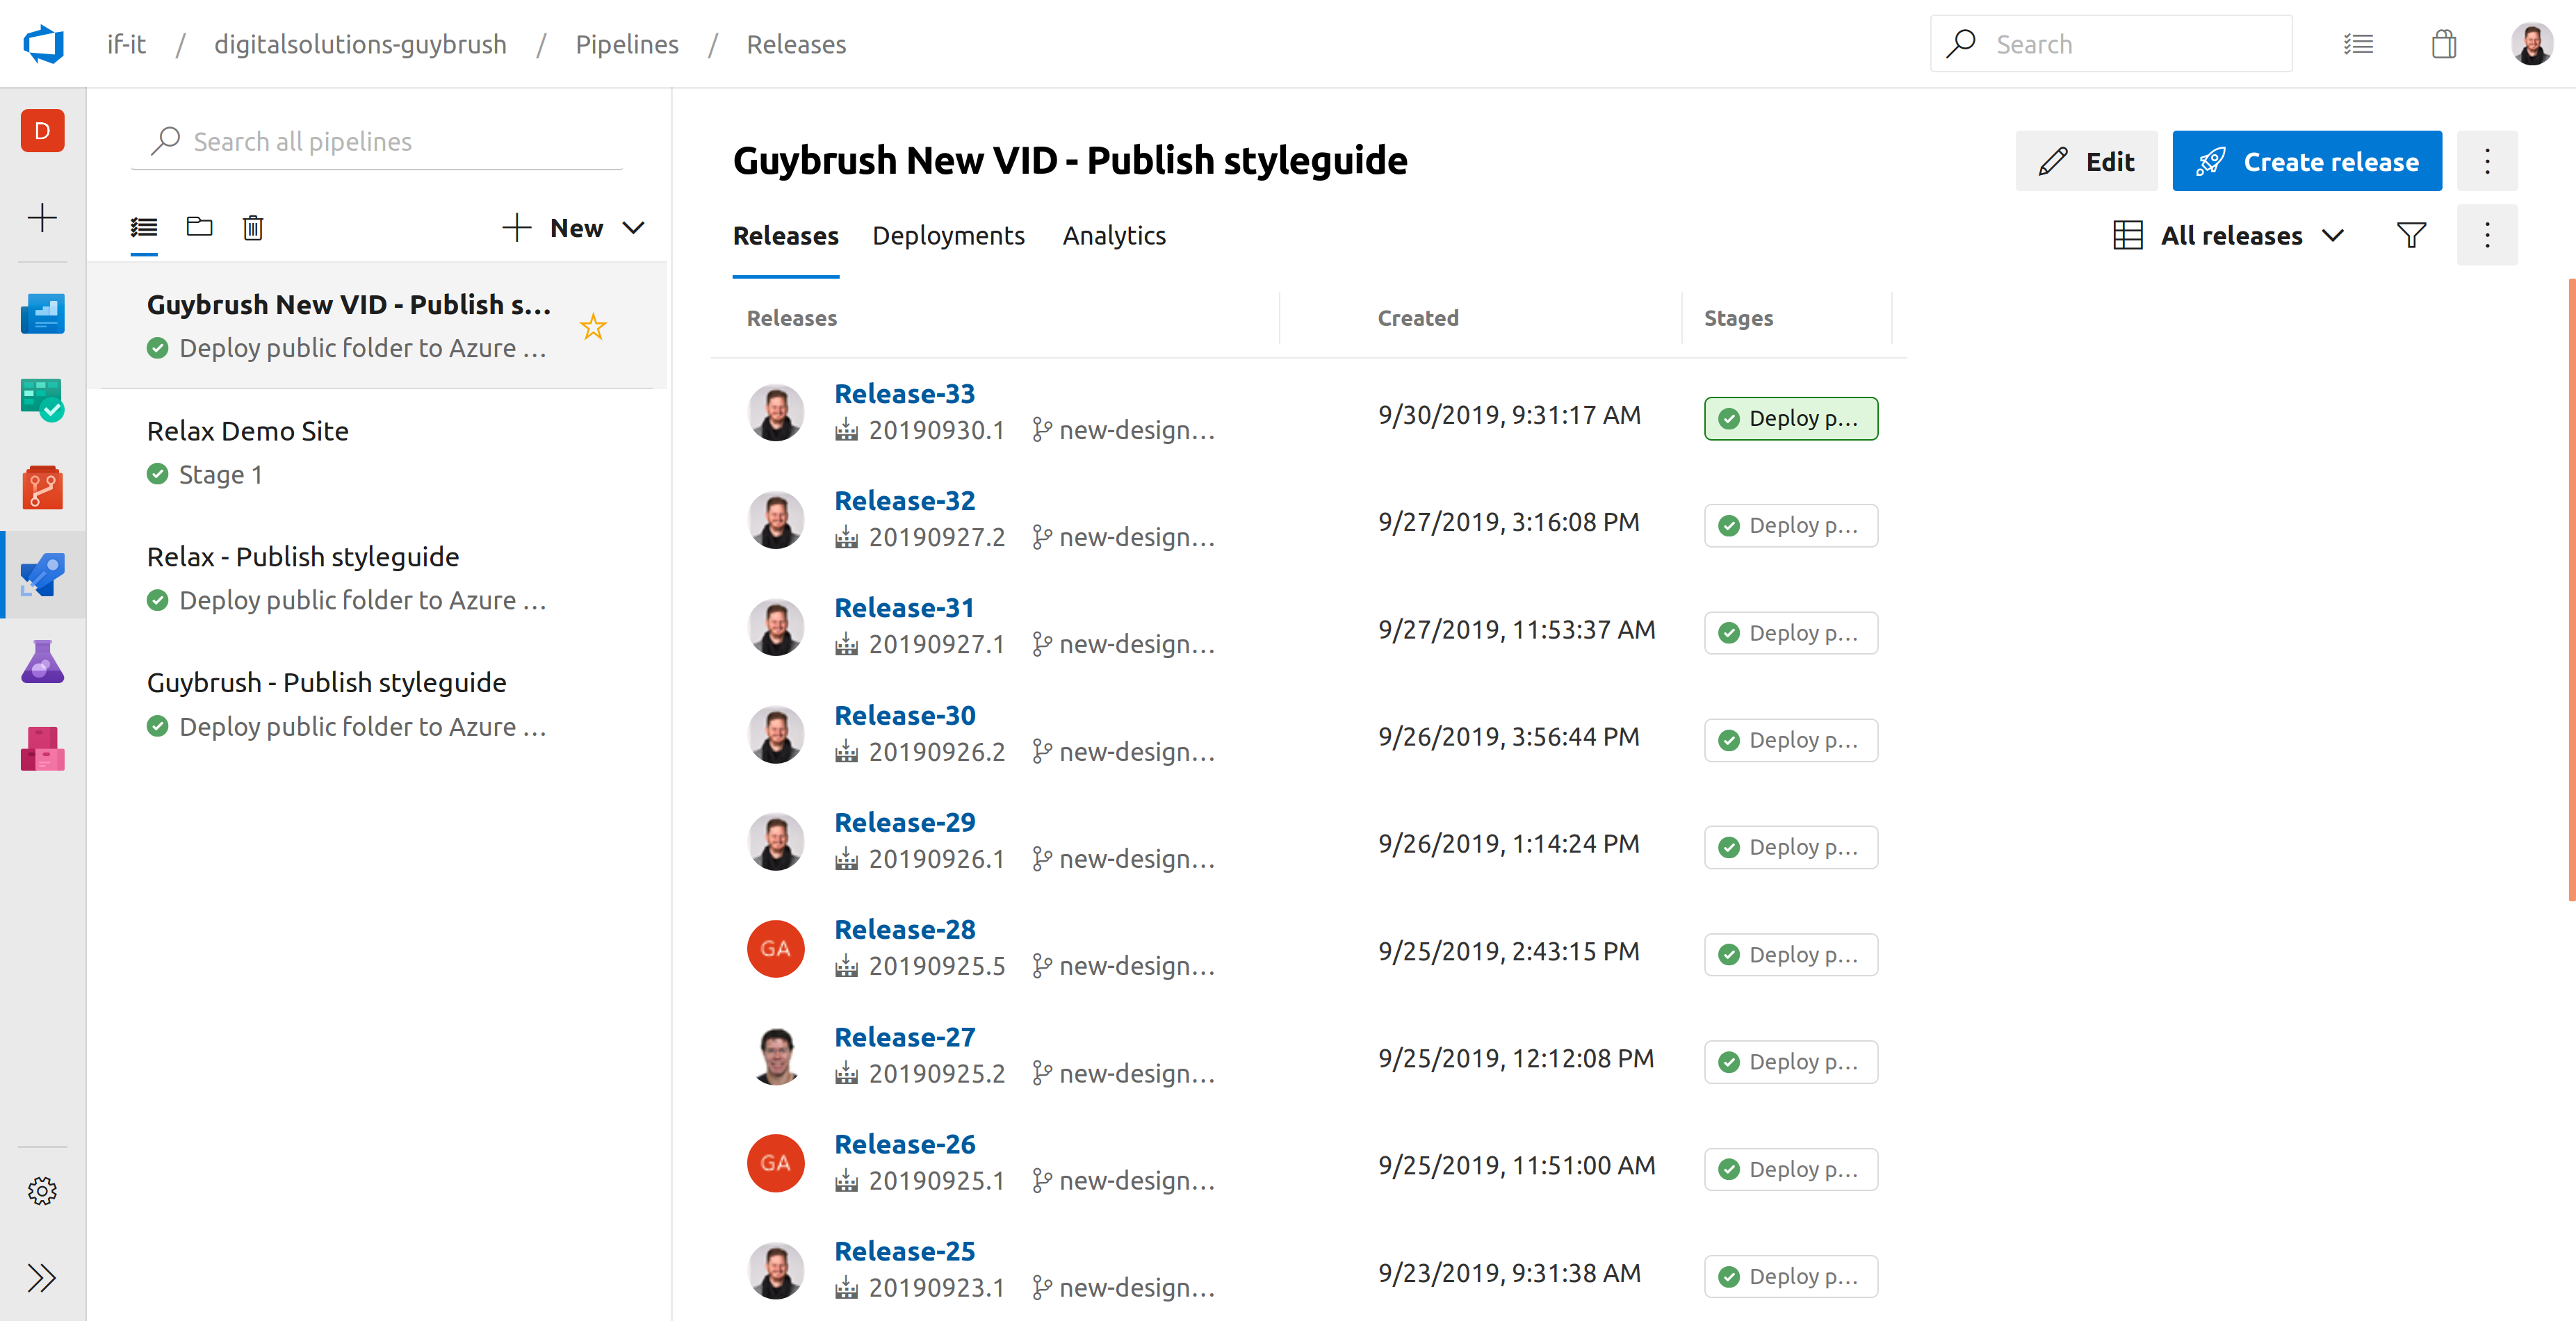 if-it / digitalsolutions-guybrush / Pipelines / Releases
Search
D
Search all pipelines
New
Guybrush New VID - Publish s...
Deploy public folder to Azure ...
Relax Demo Site
Stage 1
Relax - Publish styleguide
Deploy public folder to Azure ...
Guybrush - Publish styleguide
Deploy public folder to Azure ...
Guybrush New VID - Publish styleguide
Edit
Create release
Releases Deployments Analytics
All releases
Releases Created Stages
Release-33
20190930.1 new-design... 9/30/2019, 9:31:17 AM Deploy p...
Release-32
20190927.2 new-design... 9/27/2019, 3:16:08 PM Deploy p...
Release-31
20190927.1 new-design... 9/27/2019, 11:53:37 AM Deploy p...
Release-30
20190926.2 new-design... 9/26/2019, 3:56:44 PM Deploy p...
Release-29
20190926.1 new-design... 9/26/2019, 1:14:24 PM Deploy p...
GA Release-28
20190925.5 new-design... 9/25/2019, 2:43:15 PM Deploy p...
Release-27
20190925.2 new-design... 9/25/2019, 12:12:08 PM Deploy p...
GA Release-26
20190925.1 new-design... 9/25/2019, 11:51:00 AM Deploy p...
Release-25
20190923.1 new-design... 9/23/2019, 9:31:38 AM Deploy p...